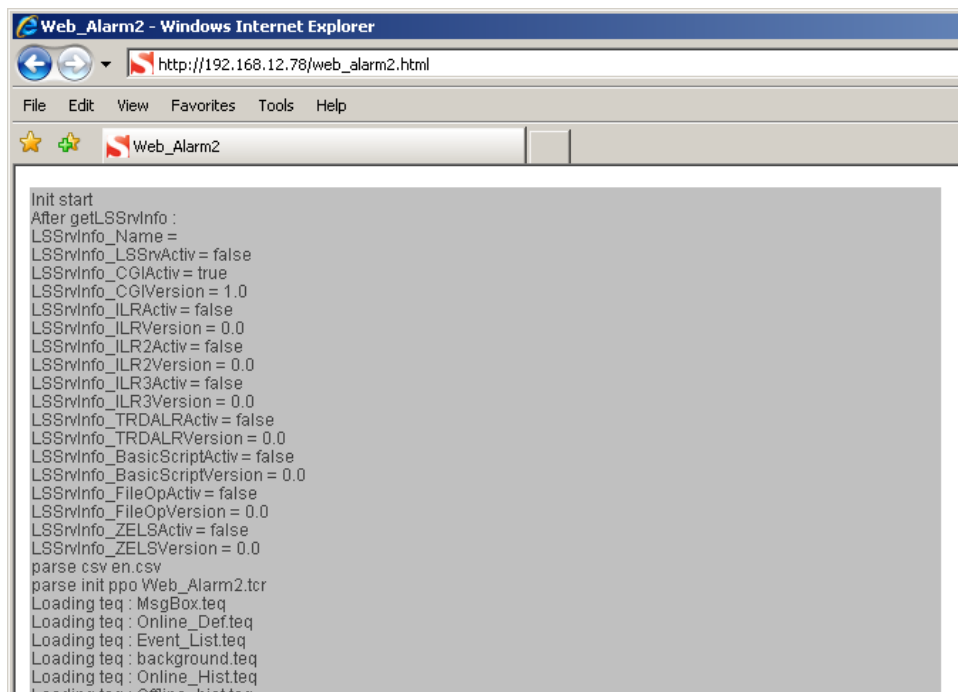 Web_Alarm2 - Windows Internet Explorer
http://192.168.12.78/web_alarm2.html
File Edit View Favorites Tools Help
Web_Alarm2
Init start
After getLSSrvInfo :
LSSrvInfo_Name =
LSSrvInfo_LSSrvActiv = false
LSSrvInfo_CGIActiv = true
LSSrvInfo_CGIVersion = 1.0
LSSrvInfo_ILRActiv = false
LSSrvInfo_ILRVersion = 0.0
LSSrvInfo_ILR2Activ = false
LSSrvInfo_ILR2Version = 0.0
LSSrvInfo_ILR3Activ = false
LSSrvInfo_ILR3Version = 0.0
LSSrvInfo_TRDALRActiv = false
LSSrvInfo_TRDALRVersion = 0.0
LSSrvInfo_BasicScriptActiv = false
LSSrvInfo_BasicScriptVersion = 0.0
LSSrvInfo_FileOpActiv = false
LSSrvInfo_FileOpVersion = 0.0
LSSrvInfo_ZELSActiv = false
LSSrvInfo_ZELSVersion = 0.0
parse csv en.csv
parse init ppo Web_Alarm2.tcr
Loading teq : MsgBox.teq
Loading teq : Online_Def.teq
Loading teq : Event_List.teq
Loading teq : background.teq
Loading teq : Online_Hist.teq
Loading teq : Offline_hist.teq